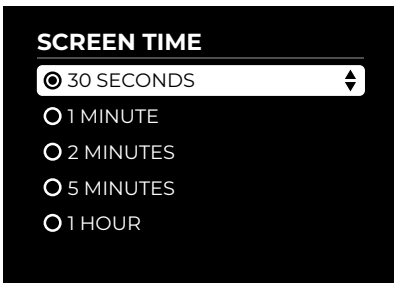 SCREEN TIME
30 SECONDS
1 MINUTE
2 MINUTES
5 MINUTES
1 HOUR